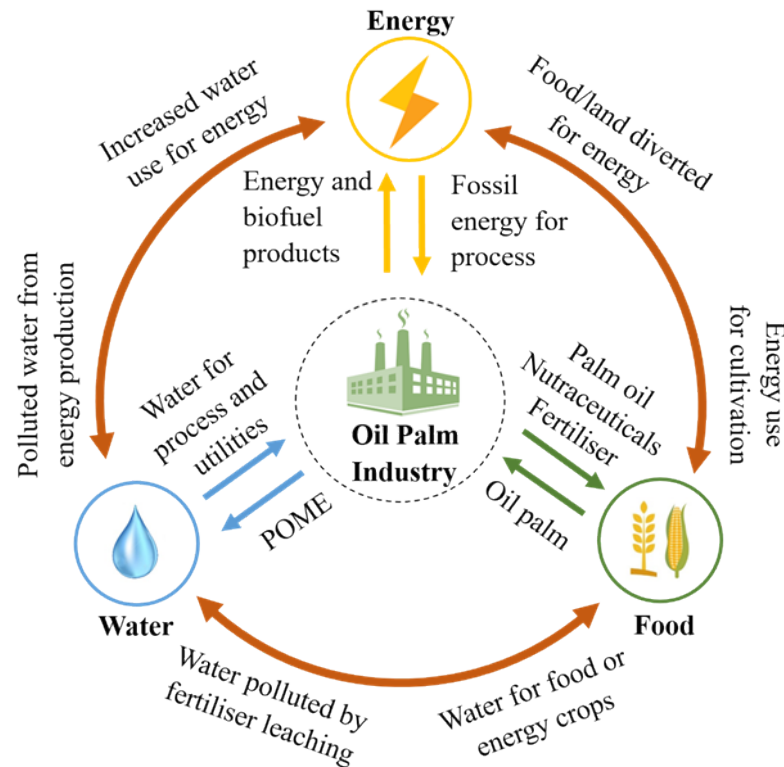 Energy
Increased water
use for energy
Food/land diverted
for energy
Energy and
biofuel
products
Fossil
energy for
process
Polluted water from
energy production
Water for
process and
utilities
Oil Palm
Industry
Palm oil
Nutraceuticals
Fertiliser
Energy use
for cultivation
POME
Oil palm
Water
Food
Water polluted by
fertiliser leaching
Water for food or
energy crops